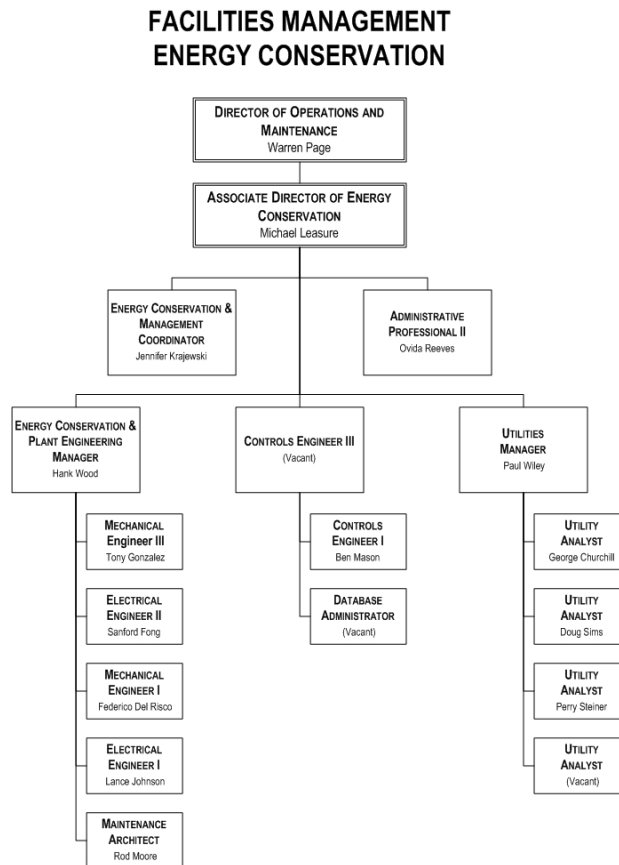 FACILITIES MANAGEMENT
ENERGY CONSERVATION
DIRECTOR OF OPERATIONS AND
MAINTENANCE
Warren Page
ASSOCIATE DIRECTOR OF ENERGY
CONSERVATION
Michael Leasure
ENERGY CONSERVATION &
MANAGEMENT
COORDINATOR
Jennifer Krajewski
ADMINISTRATIVE
PROFESSIONAL II
Ovida Reeves
ENERGY CONSERVATION &
PLANT ENGINEERING
MANAGER
Hank Wood
CONTROLS ENGINEER III
(Vacant)
UTILITIES
MANAGER
Paul Wiley
MECHANICAL
Engineer III
Tony Gonzalez
ELECTRICAL
ENGINEER II
Sanford Fong
MECHANICAL
ENGINEER I
Federico Del Risco
ELECTRICAL
ENGINEER I
Lance Johnson
MAINTENANCE
ARCHITECT
Rod Moore
CONTROLS
ENGINEER I
Ben Mason
DATABASE
ADMINISTRATOR
(Vacant)
UTILITY
ANALYST
George Churchill
UTILITY
ANALYST
Doug Sims
UTILITY
ANALYST
Perry Steiner
UTILITY
ANALYST
(Vacant)